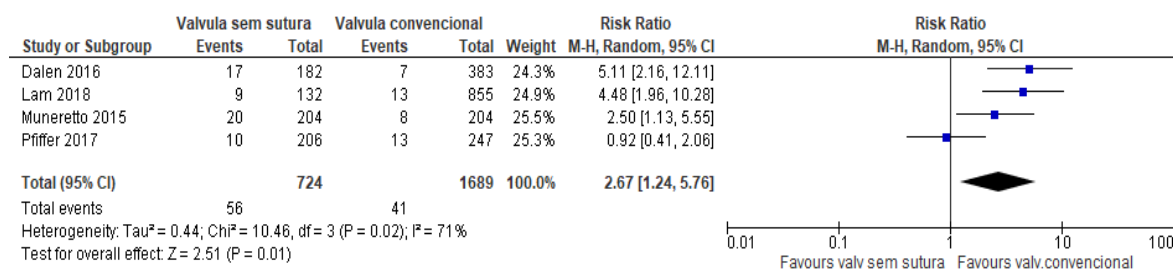 Valvula sem sutura Valvula convencional Risk Ratio Risk Ratio
Study or Subgroup Events Total Events Total Weight M-H, Random, 95% CI M-H, Random, 95% CI
Dalen 2016 17 182 7 383 24.3% 5.11 [2.16, 12.11]
Lam 2018 9 132 13 855 24.9% 4.48 [1.96, 10.28]
Muneretto 2015 20 204 8 204 25.5% 2.50 [1.13, 5.55]
Pfiffer 2017 10 206 13 247 25.3% 0.92 [0.41, 2.06]
Total (95% CI) 724 1689 100.0% 2.67 [1.24, 5.76]
Total events 56 41
Heterogeneity: Tau² = 0.44; Chi² = 10.46, df = 3 (P = 0.02); I² = 71%
Test for overall effect: Z = 2.51 (P = 0.01)
0.01 0.1 1 10 100
Favours valv sem sutura Favours valv.convencional